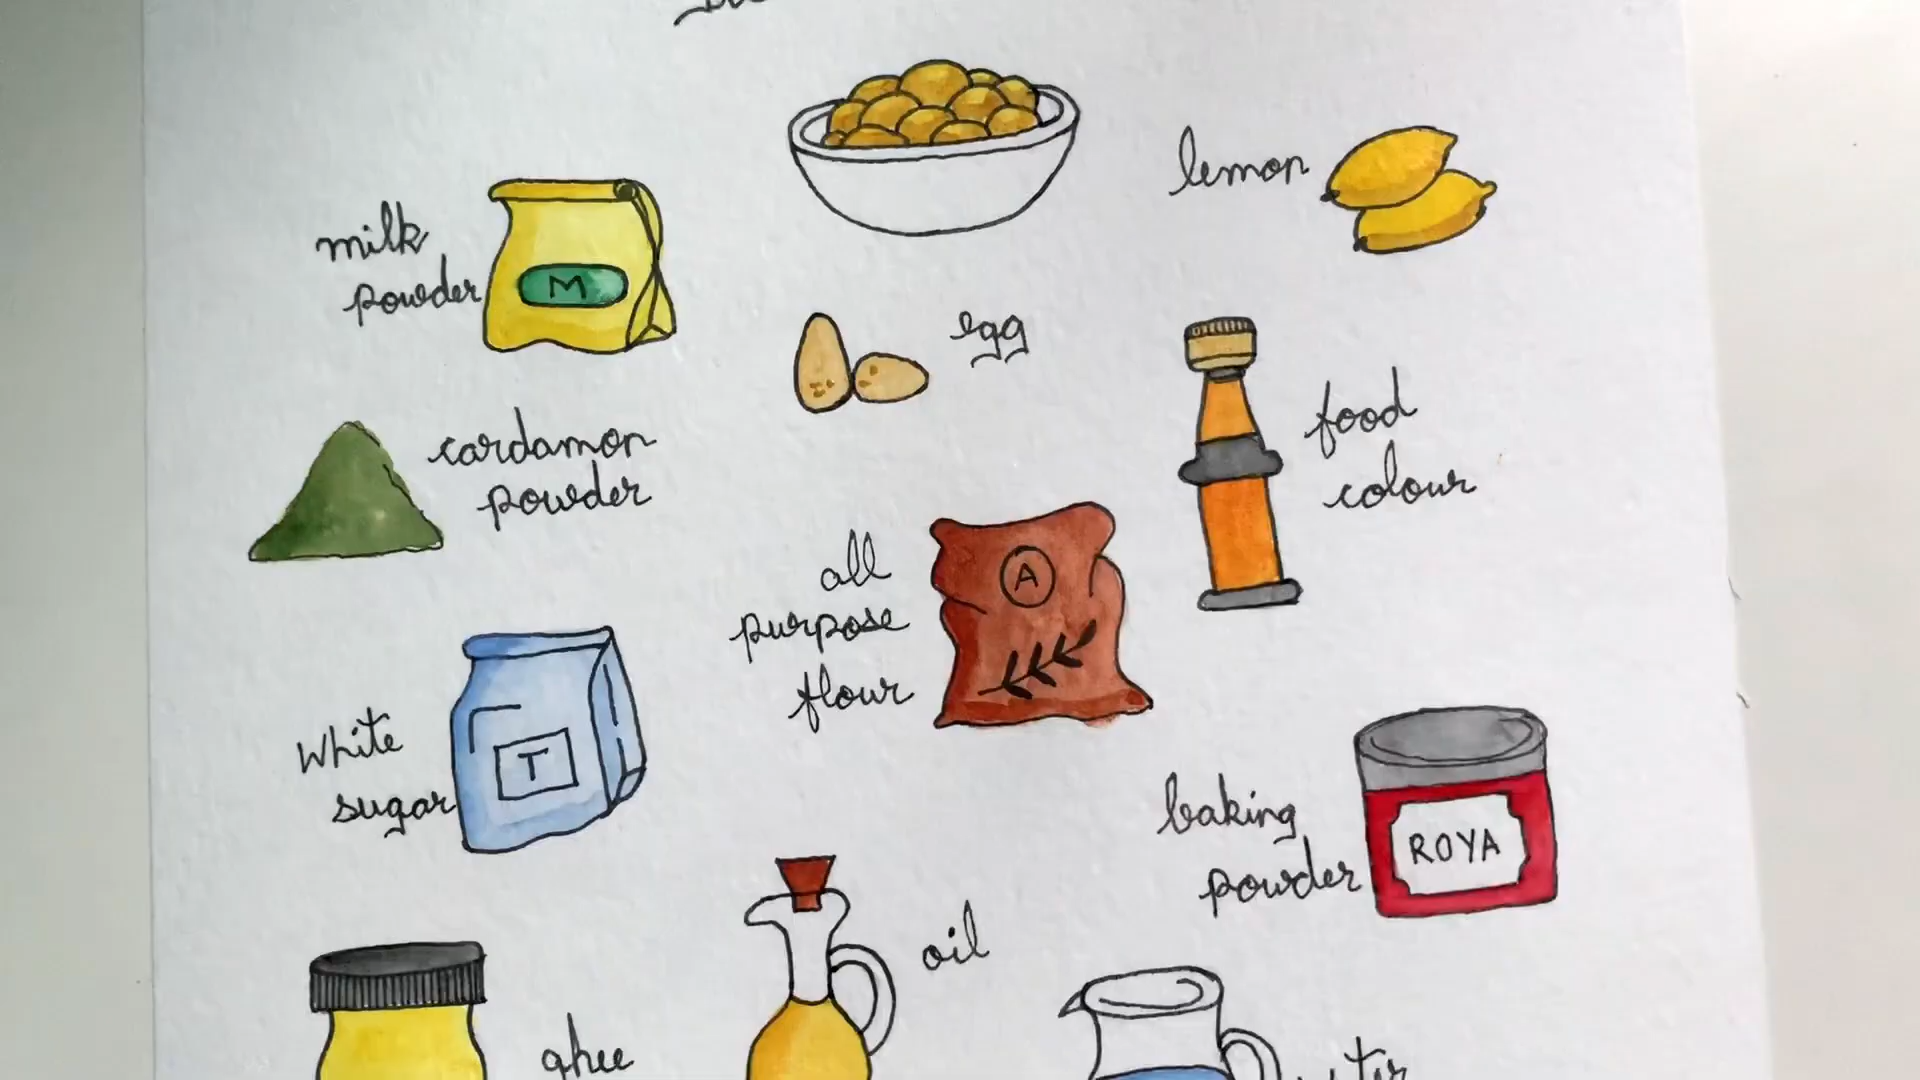 lemon
milk
powder
M
egg
food
colour
cardamon
powder
all
purpose
flour
A
white
sugar
T
baking
powder
ROYA
oil
ghee